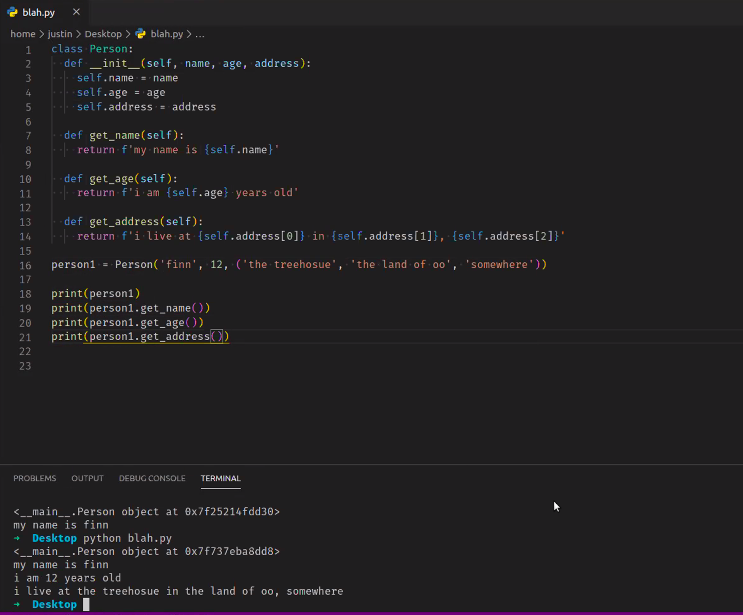 blah.py ×
home > justin > Desktop > blah.py > ...
1 class Person:
2 def __init__(self, name, age, address):
3 self.name = name
4 self.age = age
5 self.address = address
6
7 def get_name(self):
8 return f'my name is {self.name}'
9
10 def get_age(self):
11 return f'i am {self.age} years old'
12
13 def get_address(self):
14 return f'i live at {self.address[0]} in {self.address[1]}, {self.address[2]}'
15
16 person1 = Person('finn', 12, ('the treehosue', 'the land of oo', 'somewhere'))
17
18 print(person1)
19 print(person1.get_name())
20 print(person1.get_age())
21 print(person1.get_address())
22
23
PROBLEMS OUTPUT DEBUG CONSOLE TERMINAL
<__main__.Person object at 0x7f25214fdd30>
my name is finn
→ Desktop python blah.py
<__main__.Person object at 0x7f737eba8dd8>
my name is finn
i am 12 years old
i live at the treehosue in the land of oo, somewhere
→ Desktop